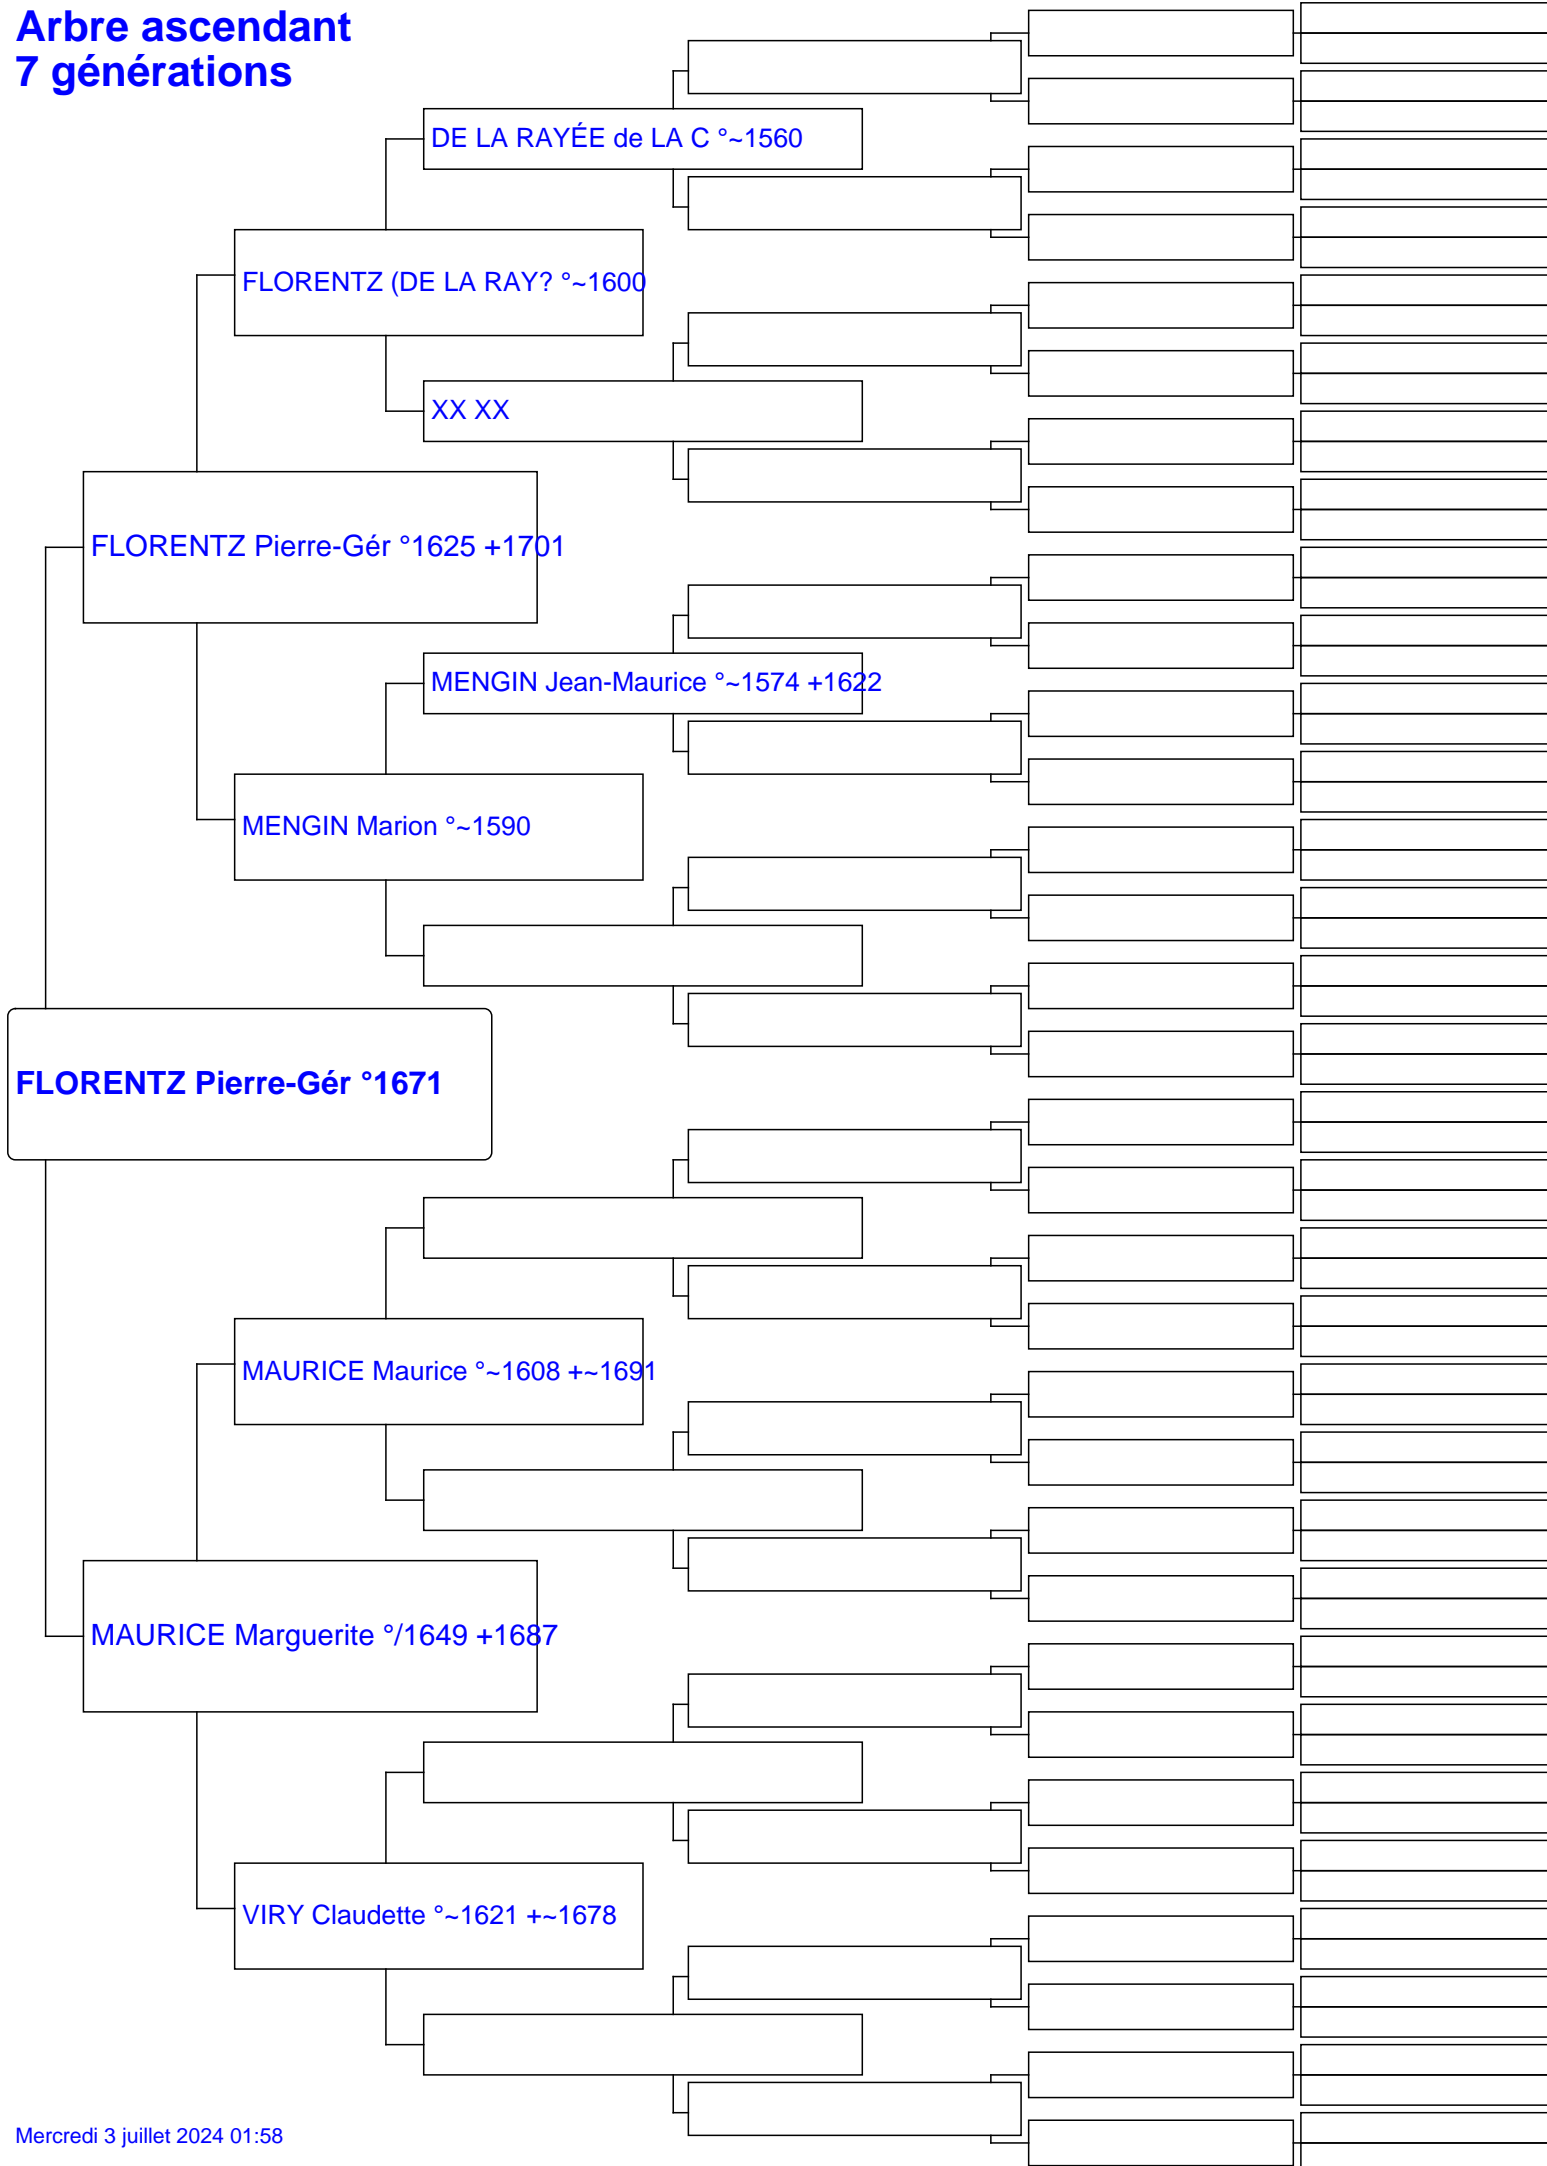 Arbre ascendant
7 générations
DE LA RAYÉE de LA C °~1560
FLORENTZ (DE LA RAY? °~1600
XX XX
FLORENTZ Pierre-Gér °1625 +1701
MENGIN Jean-Maurice °~1574 +1622
MENGIN Marion °~1590
FLORENTZ Pierre-Gér °1671
MAURICE Maurice °~1608 +~1691
MAURICE Marguerite °/1649 +1687
VIRY Claudette °~1621 +~1678
Mercredi 3 juillet 2024 01:58